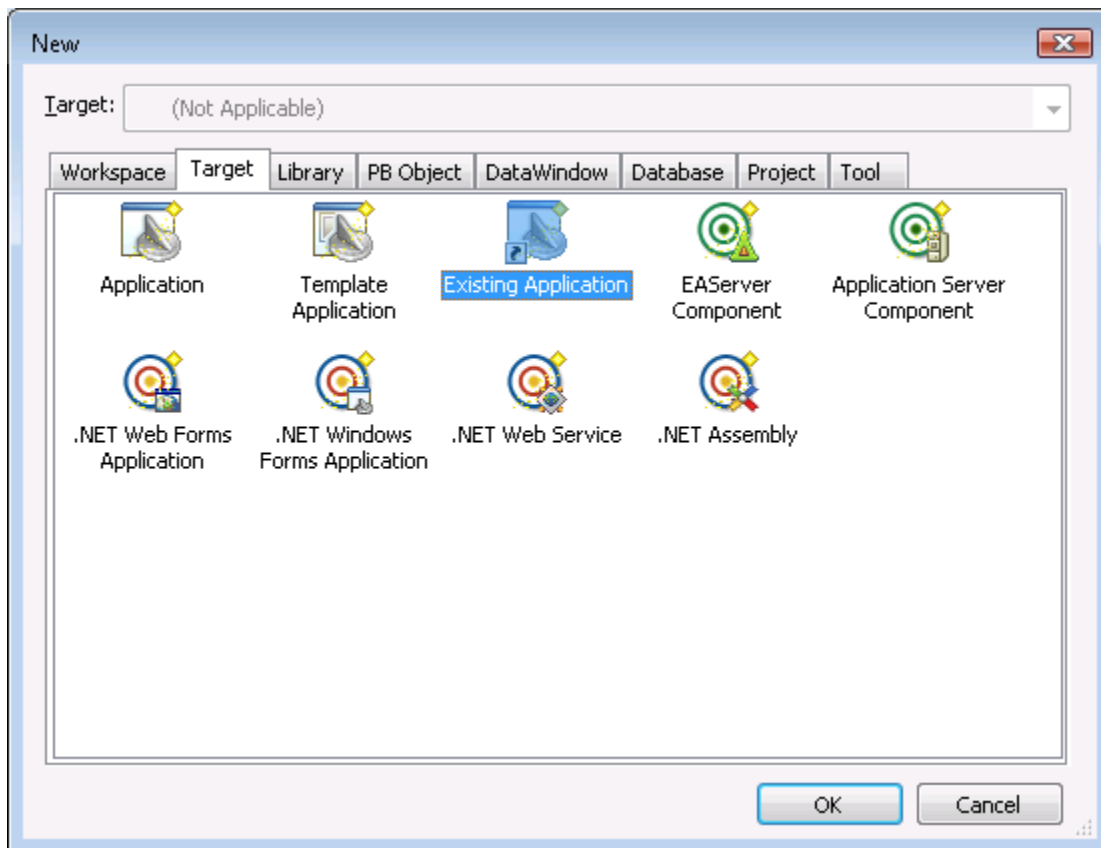 New
Target: (Not Applicable)
Workspace Target Library PB Object DataWindow Database Project Tool
Application
Template
Application
Existing Application
EAServer
Component
Application Server
Component
.NET Web Forms
Application
.NET Windows
Forms Application
.NET Web Service
.NET Assembly
OK Cancel